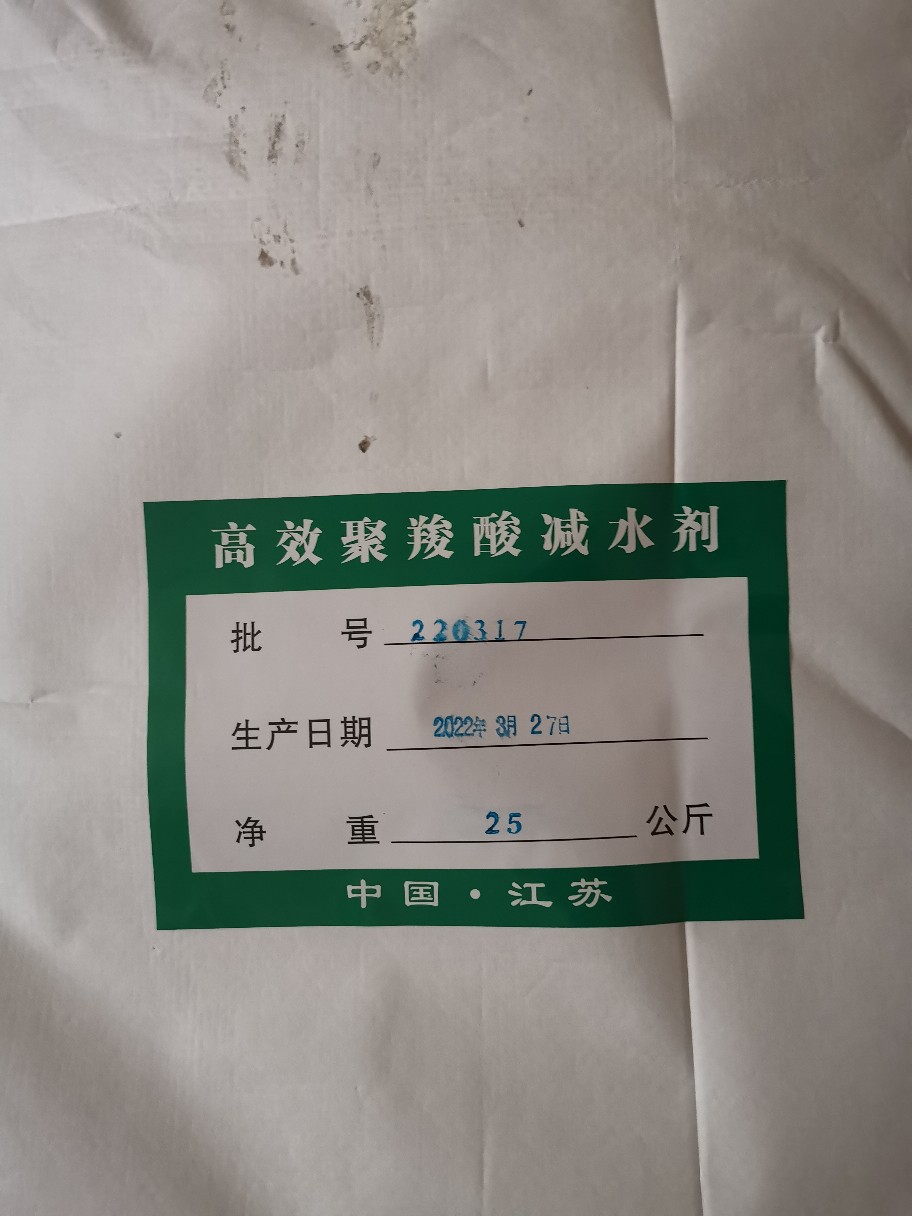 高效聚羧酸减水剂
批号 220317
生产日期 2022年 3月 27日
净重 25 公斤
中国·江苏